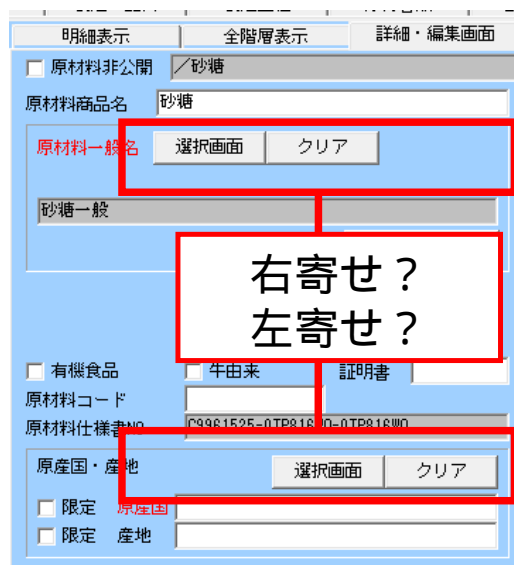 明細表示
全階層表示
詳細・編集画面
原材料非公開
／砂糖
原材料商品名
砂糖
原材料一般名
選択画面
クリア
砂糖一般
右寄せ？
左寄せ？
有機食品
牛由来
証明書
原材料コード
原材料仕様書NO
C9961525-0TP816WO-0TP816WO
原産国・産地
選択画面
クリア
限定
原産国
限定
産地